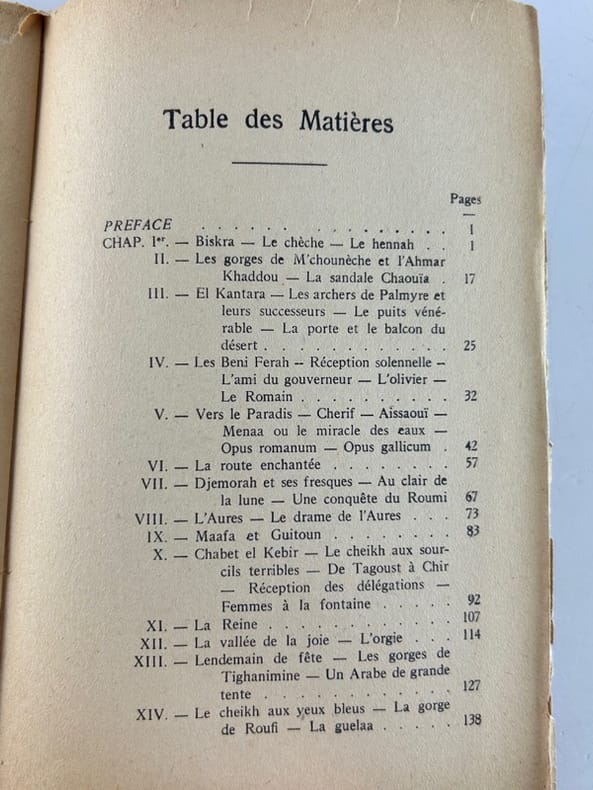 Table des Matières
Pages
PREFACE . . . . . . . . . . . . . . . 1
CHAP. Ier. — Biskra — Le chèche — Le hennah . . 1
II. — Les gorges de M'chounèche et l'Ahmar
Khaddou — La sandale Chaouïa . 17
III. — El Kantara — Les archers de Palmyre et
leurs successeurs — Le puits véné-
rable — La porte et le balcon du
désert . . . . . . . . . . . . 25
IV. — Les Beni Ferah — Réception solennelle —
L'ami du gouverneur — L'olivier —
Le Romain . . . . . . . . . . 32
V. — Vers le Paradis — Cherif — Aissaouï —
Menaa ou le miracle des eaux —
Opus romanum — Opus gallicum . 42
VI. — La route enchantée . . . . . . . . 57
VII. — Djemorah et ses fresques — Au clair de
la lune — Une conquête du Roumi 67
VIII. — L'Aures — Le drame de l'Aures . . . 73
IX. — Maafa et Guitoun . . . . . . . . 83
X. — Chabet el Kebir — Le cheikh aux sour-
cils terribles — De Tagoust à Chir
— Réception des délégations —
Femmes à la fontaine . . . . . 92
XI. — La Reine . . . . . . . . . . . . 107
XII. — La vallée de la joie — L'orgie . . . 114
XIII. — Lendemain de fête — Les gorges de
Tighanimine — Un Arabe de grande
tente . . . . . . . . . . . . 127
XIV. — Le cheikh aux yeux bleus — La gorge
de Roufi — La guelaa . . . . . 138